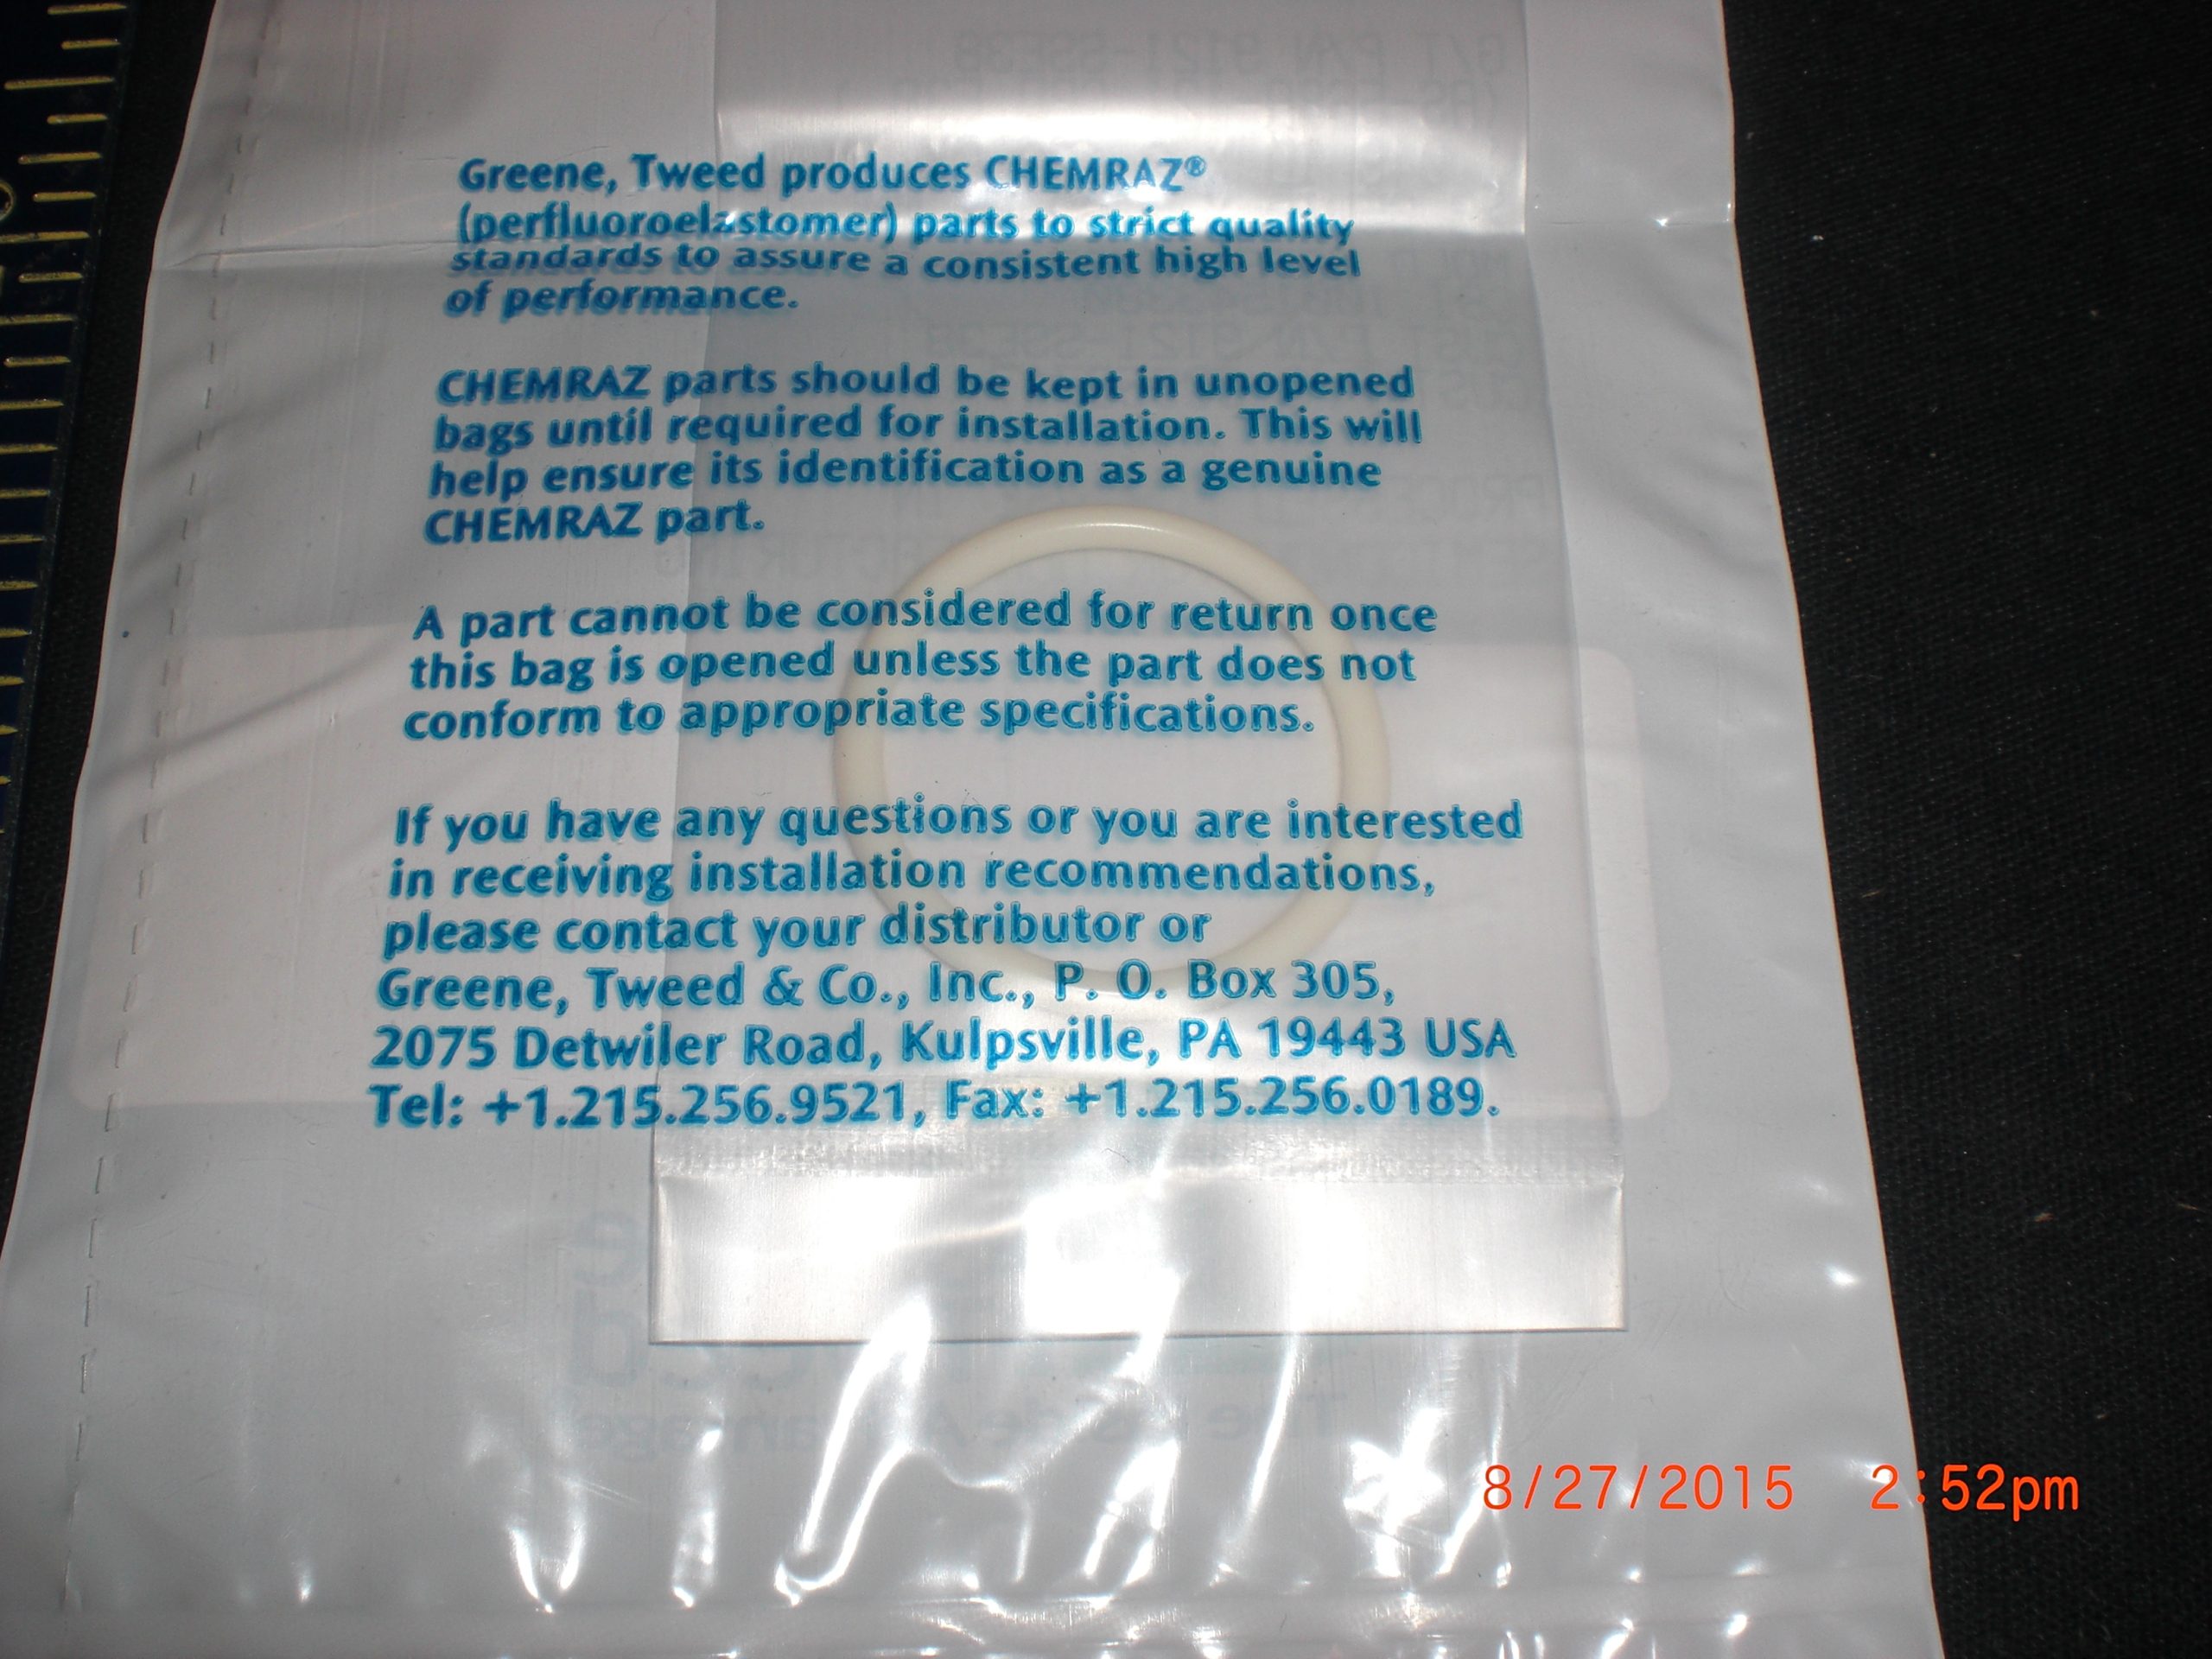 Greene, Tweed produces CHEMRAZ®
(perfluoroelastomer) parts to strict quality
standards to assure a consistent high level
of performance.
CHEMRAZ parts should be kept in unopened
bags until required for installation. This will
help ensure its identification as a genuine
CHEMRAZ part.
A part cannot be considered for return once
this bag is opened unless the part does not
conform to appropriate specifications.
If you have any questions or you are interested
in receiving installation recommendations,
please contact your distributor or
Greene, Tweed & Co., Inc., P. O. Box 305,
2075 Detwiler Road, Kulpsville, PA 19443 USA
Tel: +1.215.256.9521, Fax: +1.215.256.0189.
8/27/2015 2:52pm